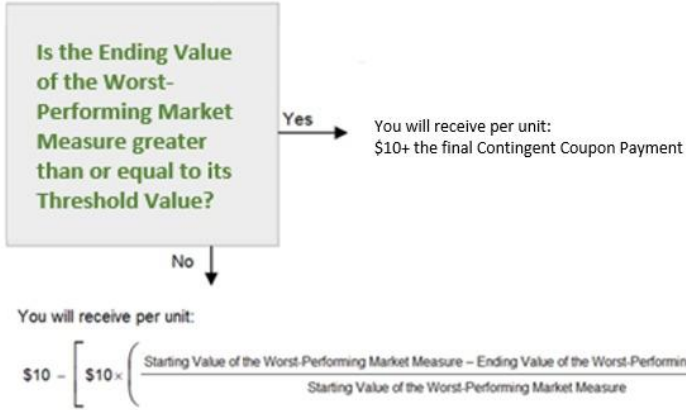 Is the Ending Value
of the Worst-
Performing Market
Measure greater
than or equal to its
Threshold Value?
Yes
You will receive per unit:
$10+ the final Contingent Coupon Payment
No
You will receive per unit:
$10 – [ $10× (
Starting Value of the Worst-Performing Market Measure – Ending Value of the
Starting Value of the Worst-Performing Market Measure